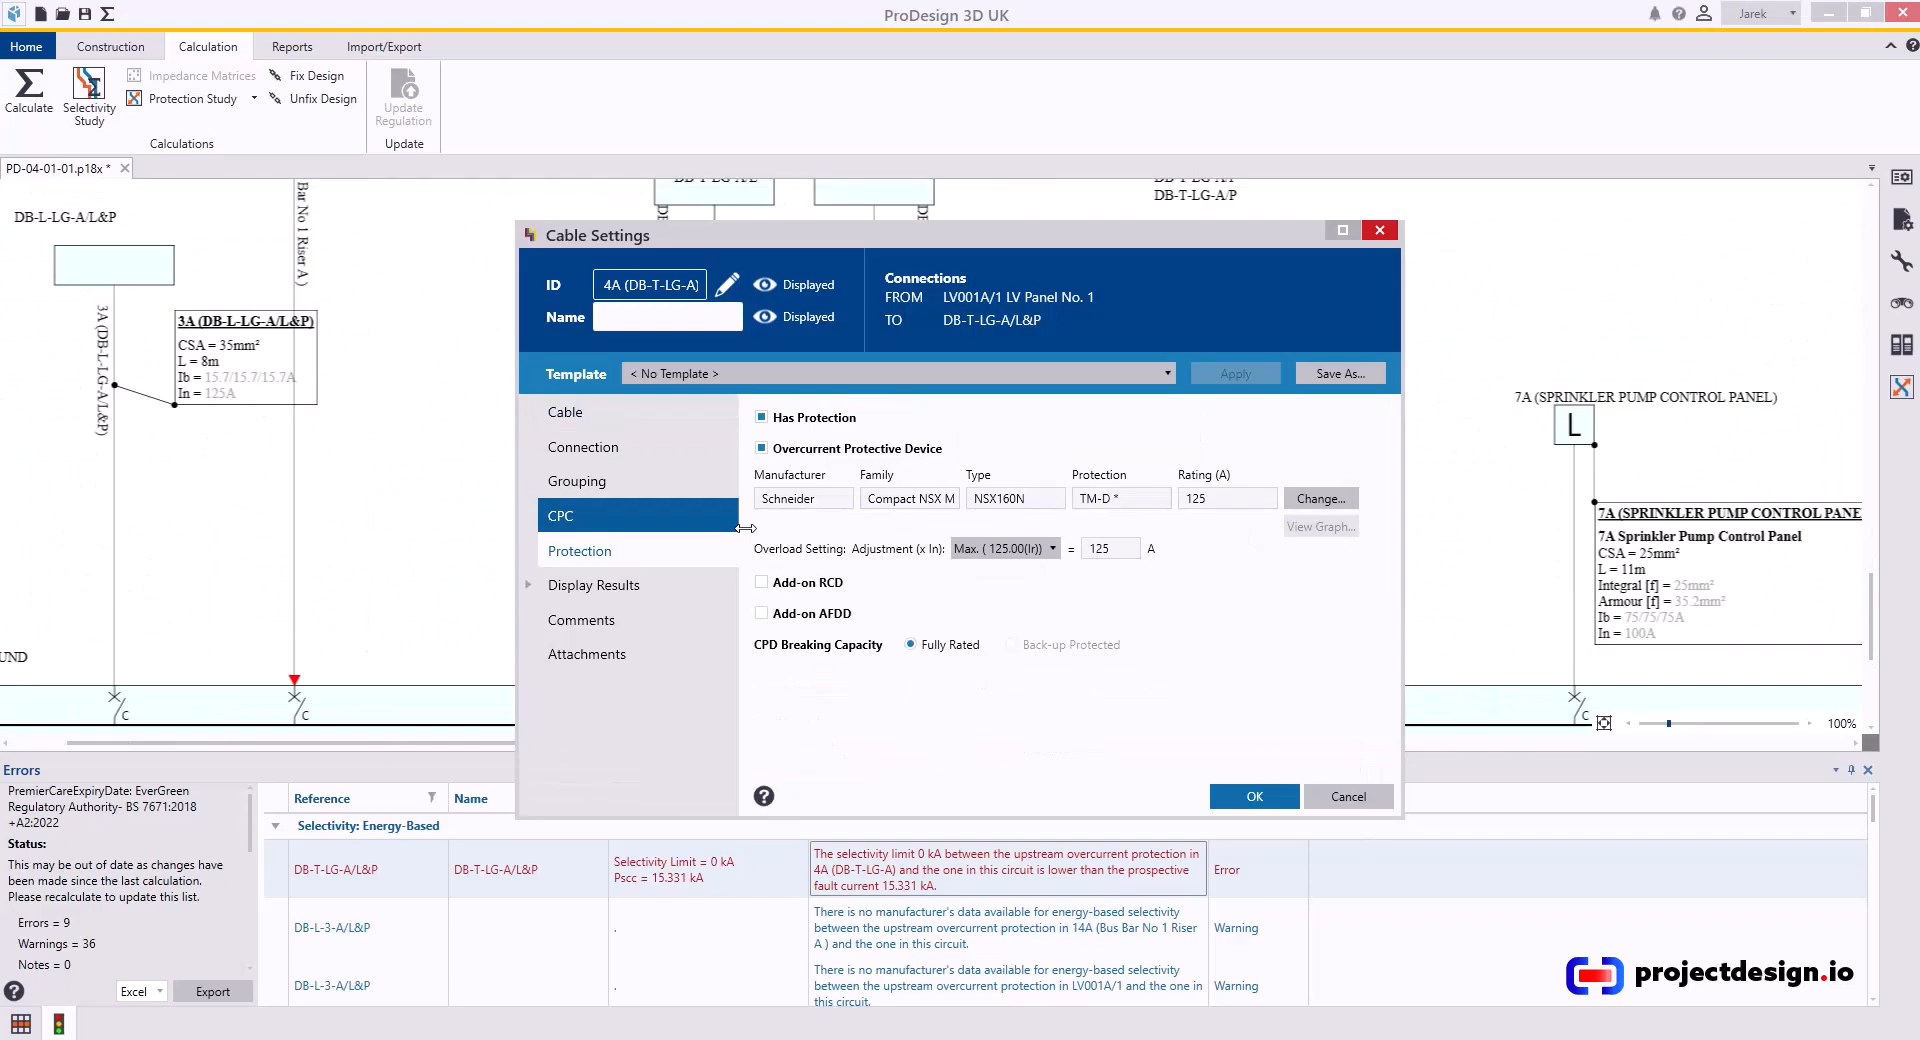 ProDesign 3D UK
Jarek
Home
Construction
Calculation
Reports
Import/Export
Calculate
Selectivity
Study
Impedance Matrices
Protection Study
Fix Design
Unfix Design
Update
Regulation
Calculations
Update
PD-04-01-01.p18x *
DB-L-LG-A/L&P
Bar No 1 Riser A )
DB-T-LG-A/P
3A (DB-L-LG-A/L&P)
3A (DB-L-LG-A/L&P)
CSA = 35mm²
L = 8m
Ib = 15.7/15.7/15.7A
In = 125A
UND
C
C
Cable Settings
ID
4A (DB-T-LG-A)
Displayed
Name
Displayed
Connections
FROM LV001A/1 LV Panel No. 1
TO DB-T-LG-A/L&P
Template
< No Template >
Apply
Save As...
Cable
Connection
Grouping
CPC
Protection
Display Results
Comments
Attachments
Has Protection
Overcurrent Protective Device
Manufacturer Family Type Protection Rating (A)
Schneider Compact NSX M NSX160N TM-D * 125 Change...
View Graph...
Overload Setting: Adjustment (x In): Max. ( 125.00(Ir)) = 125 A
Add-on RCD
Add-on AFDD
CPD Breaking Capacity Fully Rated Back-up Protected
OK
Cancel
7A (SPRINKLER PUMP CONTROL PANEL)
L
7A (SPRINKLER PUMP CONTROL PANE
7A Sprinkler Pump Control Panel
CSA = 25mm²
L = 11m
Integral [f] = 25mm²
Armour [f] = 35.2mm²
Ib = 75/75/75A
In = 100A
C
100%
Errors
PremierCareExpiryDate: EverGreen
Regulatory Authority- BS 7671:2018
+A2:2022
Status:
This may be out of date as changes have
been made since the last calculation.
Please recalculate to update this list.
Errors = 9
Warnings = 36
Notes = 0
Excel
Export
Reference
Name
Selectivity: Energy-Based
DB-T-LG-A/L&P
DB-T-LG-A/L&P
Selectivity Limit = 0 kA
Pscc = 15.331 kA
The selectivity limit 0 kA between the upstream overcurrent protection in
4A (DB-T-LG-A) and the one in this circuit is lower than the prospective
fault current 15.331 kA.
Error
DB-L-3-A/L&P
.
There is no manufacturer's data available for energy-based selectivity
between the upstream overcurrent protection in 14A (Bus Bar No 1 Riser
A ) and the one in this circuit.
Warning
DB-L-3-A/L&P
.
There is no manufacturer's data available for energy-based selectivity
between the upstream overcurrent protection in LV001A/1 and the one in
this circuit.
Warning
projectdesign.io